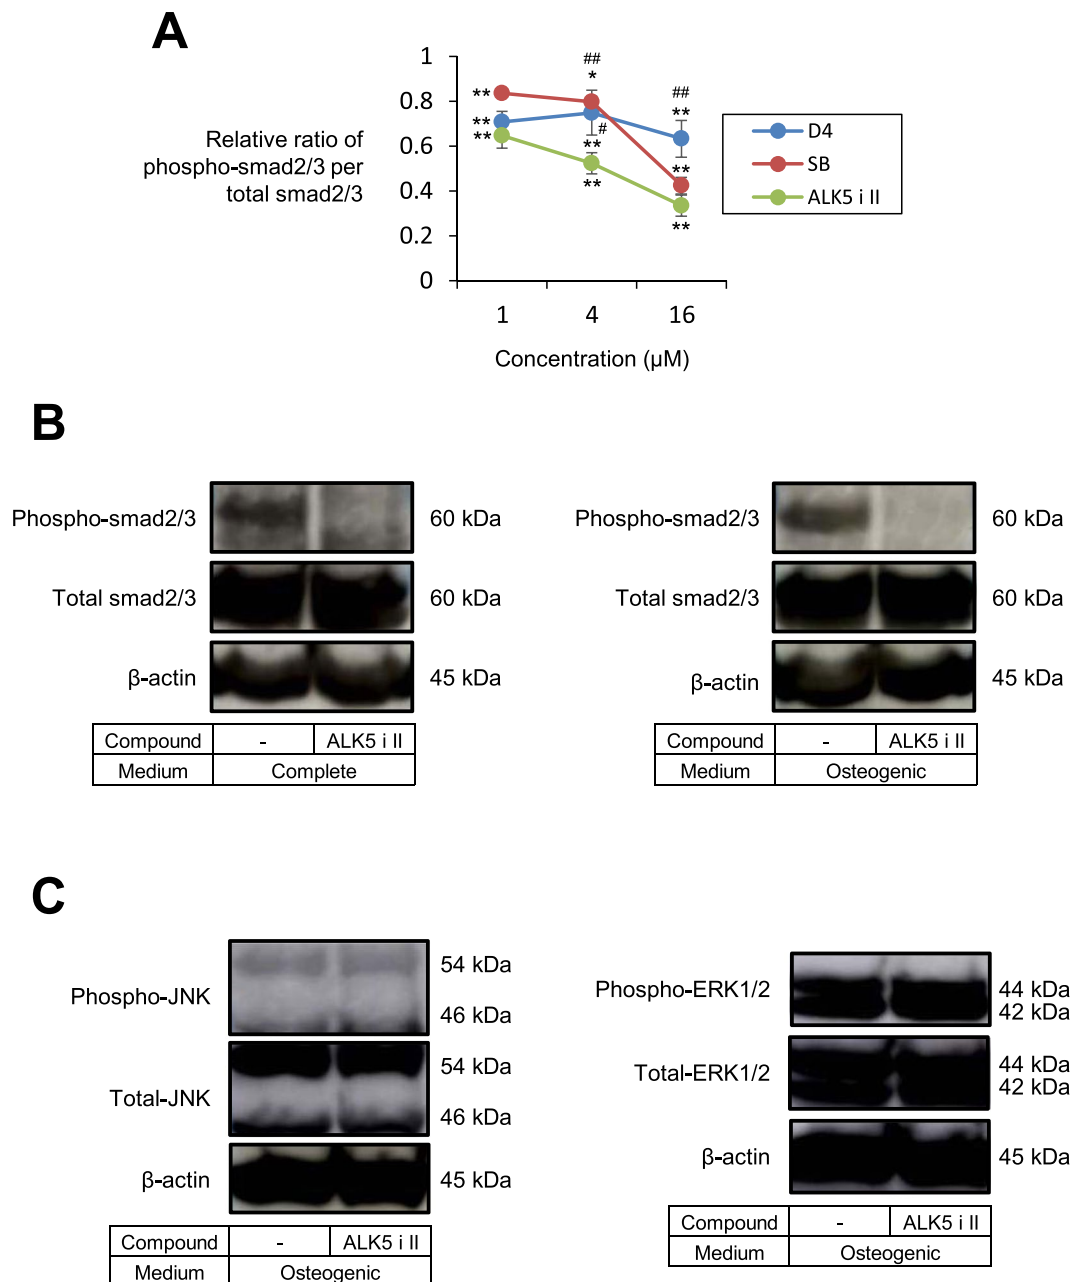 A
Relative ratio of
phospho-smad2/3 per
total smad2/3
1
0.8
0.6
0.4
0.2
0
**
**
**
##
*
#
**
**
##
**
**
**
1 4 16
Concentration (µM)
D4
SB
ALK5 i II
B
Phospho-smad2/3 60 kDa
Total smad2/3 60 kDa
β-actin 45 kDa
Compound - ALK5 i II
Medium Complete
Phospho-smad2/3 60 kDa
Total smad2/3 60 kDa
β-actin 45 kDa
Compound - ALK5 i II
Medium Osteogenic
C
Phospho-JNK 54 kDa
46 kDa
Total-JNK 54 kDa
46 kDa
β-actin 45 kDa
Compound - ALK5 i II
Medium Osteogenic
Phospho-ERK1/2 44 kDa
42 kDa
Total-ERK1/2 44 kDa
42 kDa
β-actin 45 kDa
Compound - ALK5 i II
Medium Osteogenic